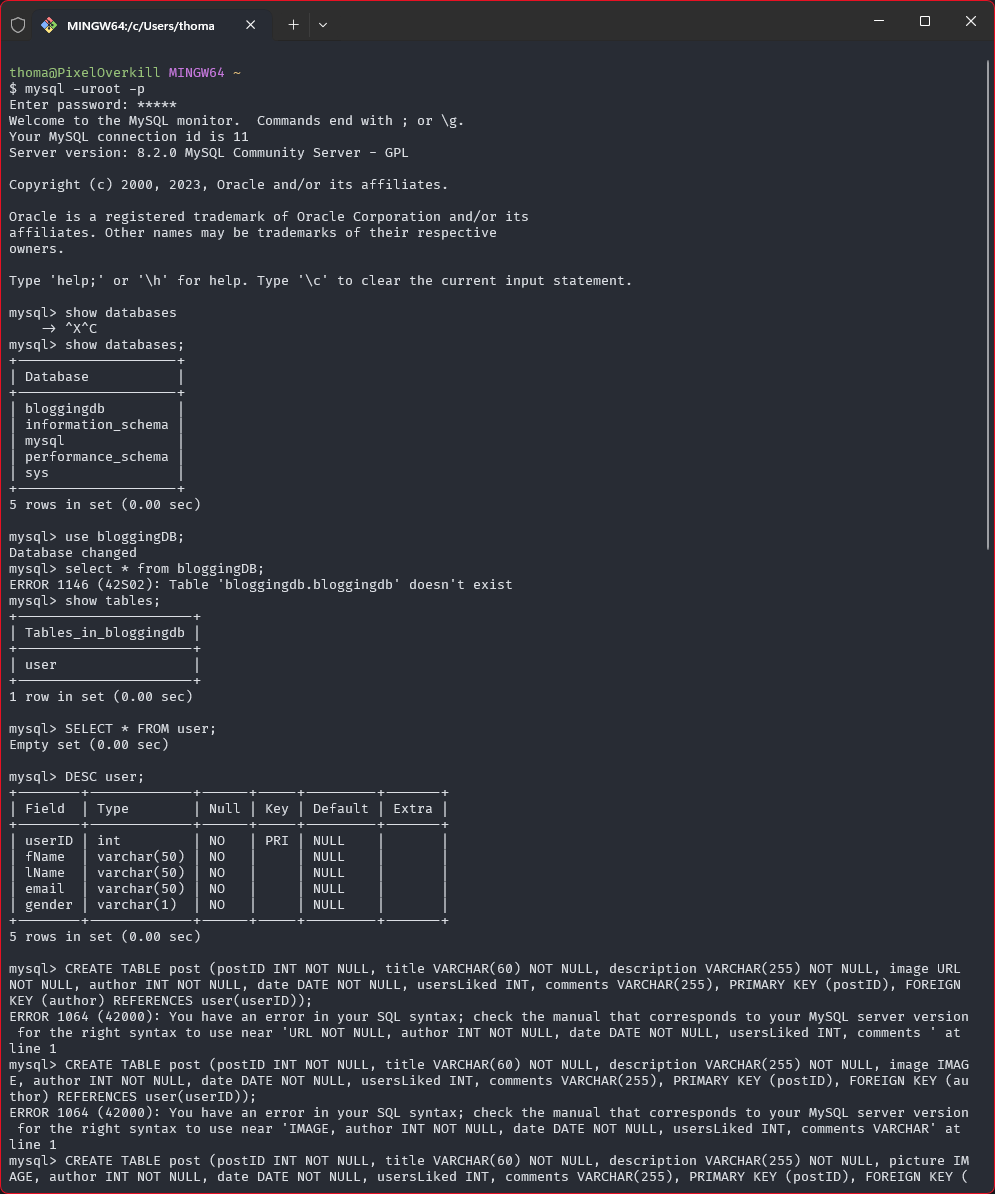 MINGW64:/c/Users/thoma
thoma@PixelOverkill MINGW64 ~
$ mysql -uroot -p
Enter password: *****
Welcome to the MySQL monitor.  Commands end with ; or \g.
Your MySQL connection id is 11
Server version: 8.2.0 MySQL Community Server - GPL
Copyright (c) 2000, 2023, Oracle and/or its affiliates.
Oracle is a registered trademark of Oracle Corporation and/or its
affiliates. Other names may be trademarks of their respective
owners.
Type 'help;' or '\h' for help. Type '\c' to clear the current input statement.
mysql> show databases
    -> ^X^C
mysql> show databases;
+--------------------+
| Database           |
+--------------------+
| bloggingdb         |
| information_schema |
| mysql              |
| performance_schema |
| sys                |
+--------------------+
5 rows in set (0.00 sec)
mysql> use bloggingDB;
Database changed
mysql> select * from bloggingDB;
ERROR 1146 (42S02): Table 'bloggingdb.bloggingdb' doesn't exist
mysql> show tables;
+----------------------+
| Tables_in_bloggingdb |
+----------------------+
| user                 |
+----------------------+
1 row in set (0.00 sec)
mysql> SELECT * FROM user;
Empty set (0.00 sec)
mysql> DESC user;
+--------+-------------+------+-----+---------+-------+
| Field  | Type        | Null | Key | Default | Extra |
+--------+-------------+------+-----+---------+-------+
| userID | int         | NO   | PRI | NULL    |       |
| fName  | varchar(50) | NO   |     | NULL    |       |
| lName  | varchar(50) | NO   |     | NULL    |       |
| email  | varchar(50) | NO   |     | NULL    |       |
| gender | varchar(1)  | NO   |     | NULL    |       |
+--------+-------------+------+-----+---------+-------+
5 rows in set (0.00 sec)
mysql> CREATE TABLE post (postID INT NOT NULL, title VARCHAR(60) NOT NULL, description VARCHAR(255) NOT NULL, image URL
NOT NULL, author INT NOT NULL, date DATE NOT NULL, usersLiked INT, comments VARCHAR(255), PRIMARY KEY (postID), FOREIGN
KEY (author) REFERENCES user(userID));
ERROR 1064 (42000): You have an error in your SQL syntax; check the manual that corresponds to your MySQL server version
 for the right syntax to use near 'URL NOT NULL, author INT NOT NULL, date DATE NOT NULL, usersLiked INT, comments ' at
line 1
mysql> CREATE TABLE post (postID INT NOT NULL, title VARCHAR(60) NOT NULL, description VARCHAR(255) NOT NULL, image IMAG
E, author INT NOT NULL, date DATE NOT NULL, usersLiked INT, comments VARCHAR(255), PRIMARY KEY (postID), FOREIGN KEY (au
thor) REFERENCES user(userID));
ERROR 1064 (42000): You have an error in your SQL syntax; check the manual that corresponds to your MySQL server version
 for the right syntax to use near 'IMAGE, author INT NOT NULL, date DATE NOT NULL, usersLiked INT, comments VARCHAR' at
line 1
mysql> CREATE TABLE post (postID INT NOT NULL, title VARCHAR(60) NOT NULL, description VARCHAR(255) NOT NULL, picture IM
AGE, author INT NOT NULL, date DATE NOT NULL, usersLiked INT, comments VARCHAR(255), PRIMARY KEY (postID), FOREIGN KEY (